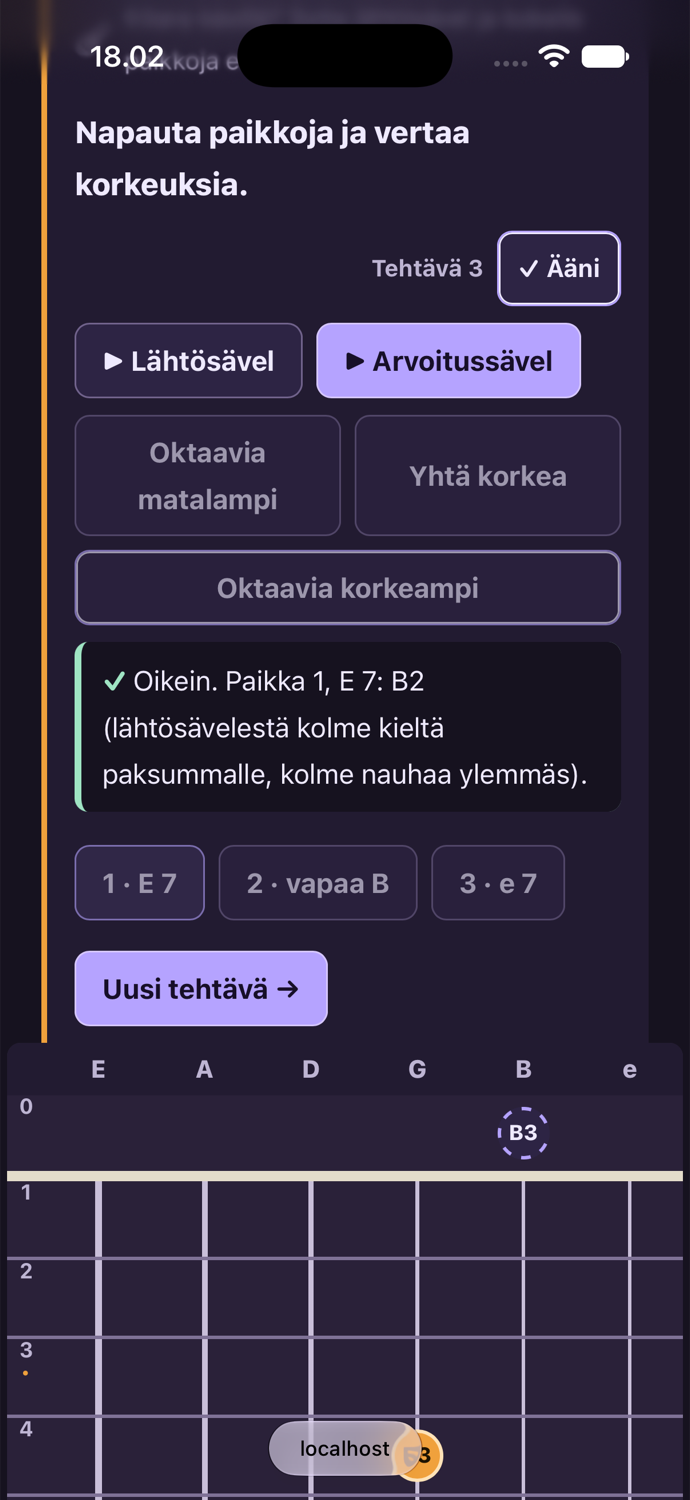 18.02
paikkoja e
Napauta paikkoja ja vertaa
korkeuksia.
Tehtävä 3 ✓ Ääni
▶ Lähtösävel ▶ Arvoitussävel
Oktaavia
matalampi
Yhtä korkea
Oktaavia korkeampi
✓ Oikein. Paikka 1, E 7: B2
(lähtösävelestä kolme kieltä
paksummalle, kolme nauhaa ylemmäs).
1 · E 7 2 · vapaa B 3 · e 7
Uusi tehtävä →
E A D G B e
0
B3
1
2
3
4
localhost